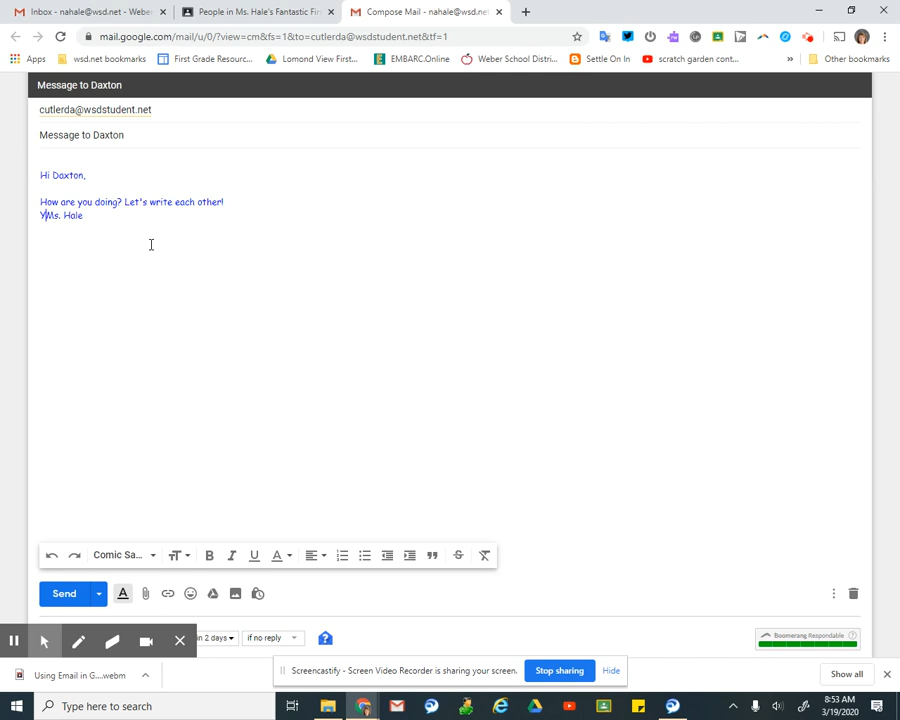 Inbox - nahale@wsd.net - Weber
People in Ms. Hale's Fantastic Fir
Compose Mail - nahale@wsd.net
mail.google.com/mail/u/0/?view=cm&fs=1&to=cutlerda@wsdstudent.net&tf=1
Apps
wsd.net bookmarks
First Grade Resourc...
Lomond View First...
EMBARC.Online
Weber School Distri...
Settle On In
scratch garden cont...
»
Other bookmarks
Message to Daxton
cutlerda@wsdstudent.net
Message to Daxton
Hi Daxton,
How are you doing? Let's write each other!
YMs. Hale
Comic Sa...
Send
in 2 days
if no reply
Boomerang Respondable
Using Email in G....webm
Screencastify - Screen Video Recorder is sharing your screen.
Stop sharing
Hide
Show all
Type here to search
8:53 AM
3/19/2020